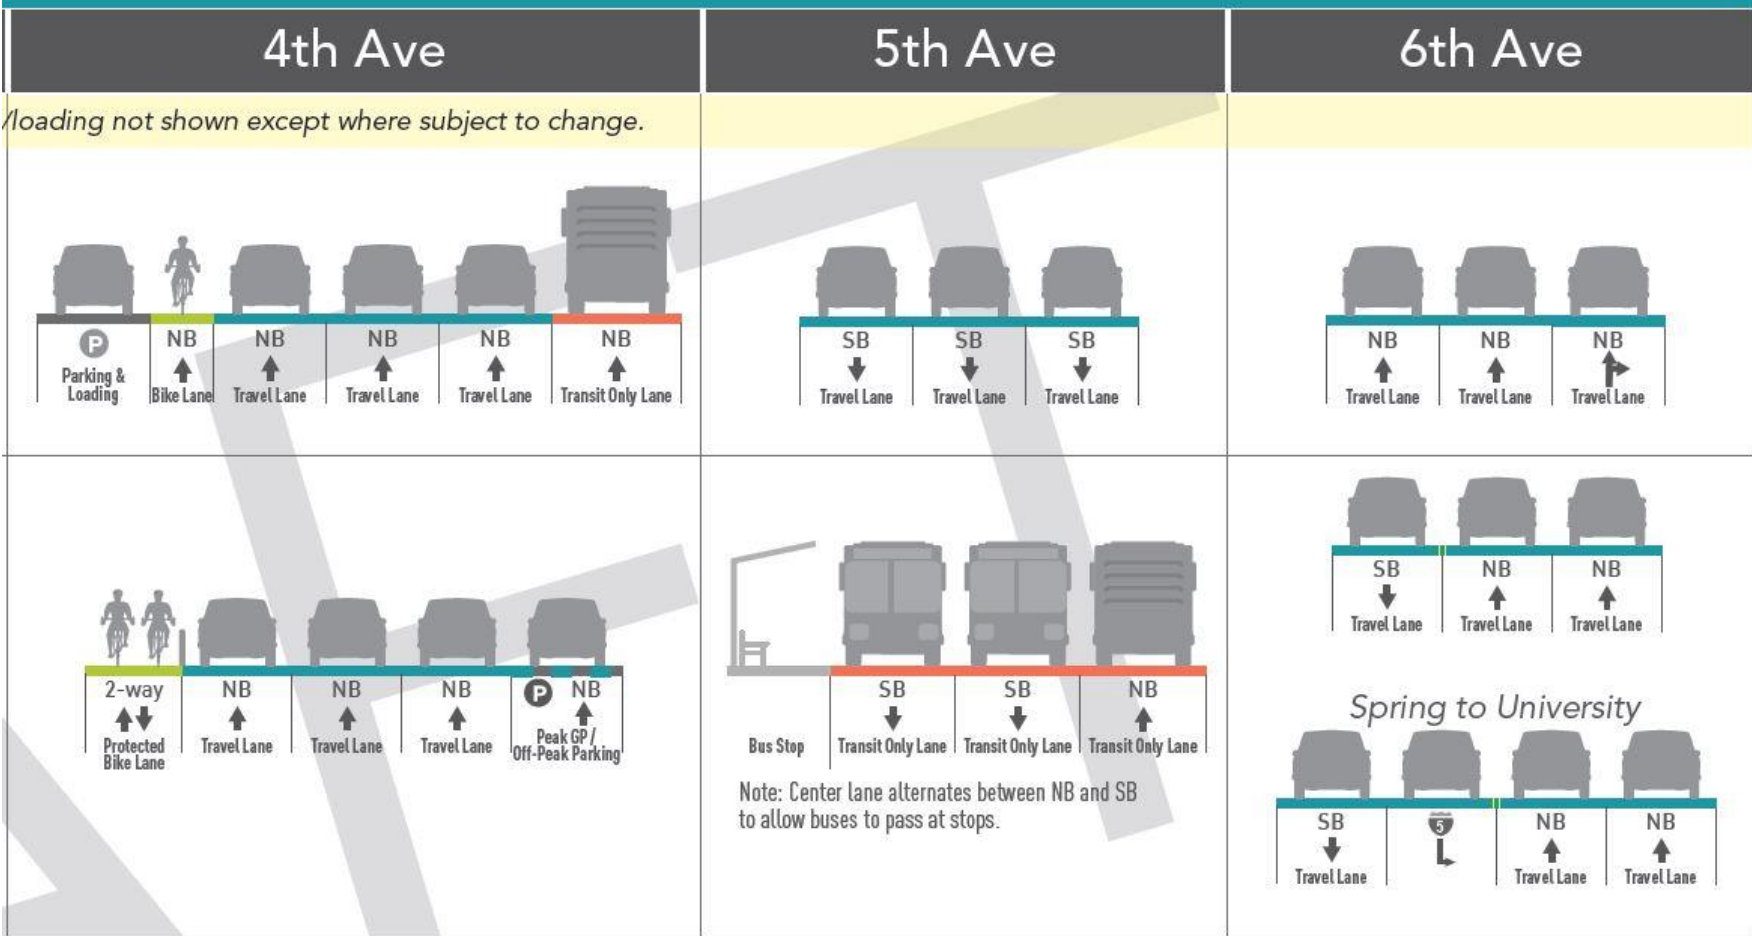 4th Ave
5th Ave
6th Ave
/loading not shown except where subject to change.
P
Parking &
Loading
NB
Bike Lane
NB
Travel Lane
NB
Travel Lane
NB
Travel Lane
NB
Transit Only Lane
SB
Travel Lane
SB
Travel Lane
SB
Travel Lane
NB
Travel Lane
NB
Travel Lane
NB
Travel Lane
2-way
Protected
Bike Lane
NB
Travel Lane
NB
Travel Lane
NB
Travel Lane
P NB
Peak GP /
Off-Peak Parking
Bus Stop
SB
Transit Only Lane
SB
Transit Only Lane
NB
Transit Only Lane
Note: Center lane alternates between NB and SB
to allow buses to pass at stops.
SB
Travel Lane
NB
Travel Lane
NB
Travel Lane
Spring to University
SB
Travel Lane
5
NB
Travel Lane
NB
Travel Lane